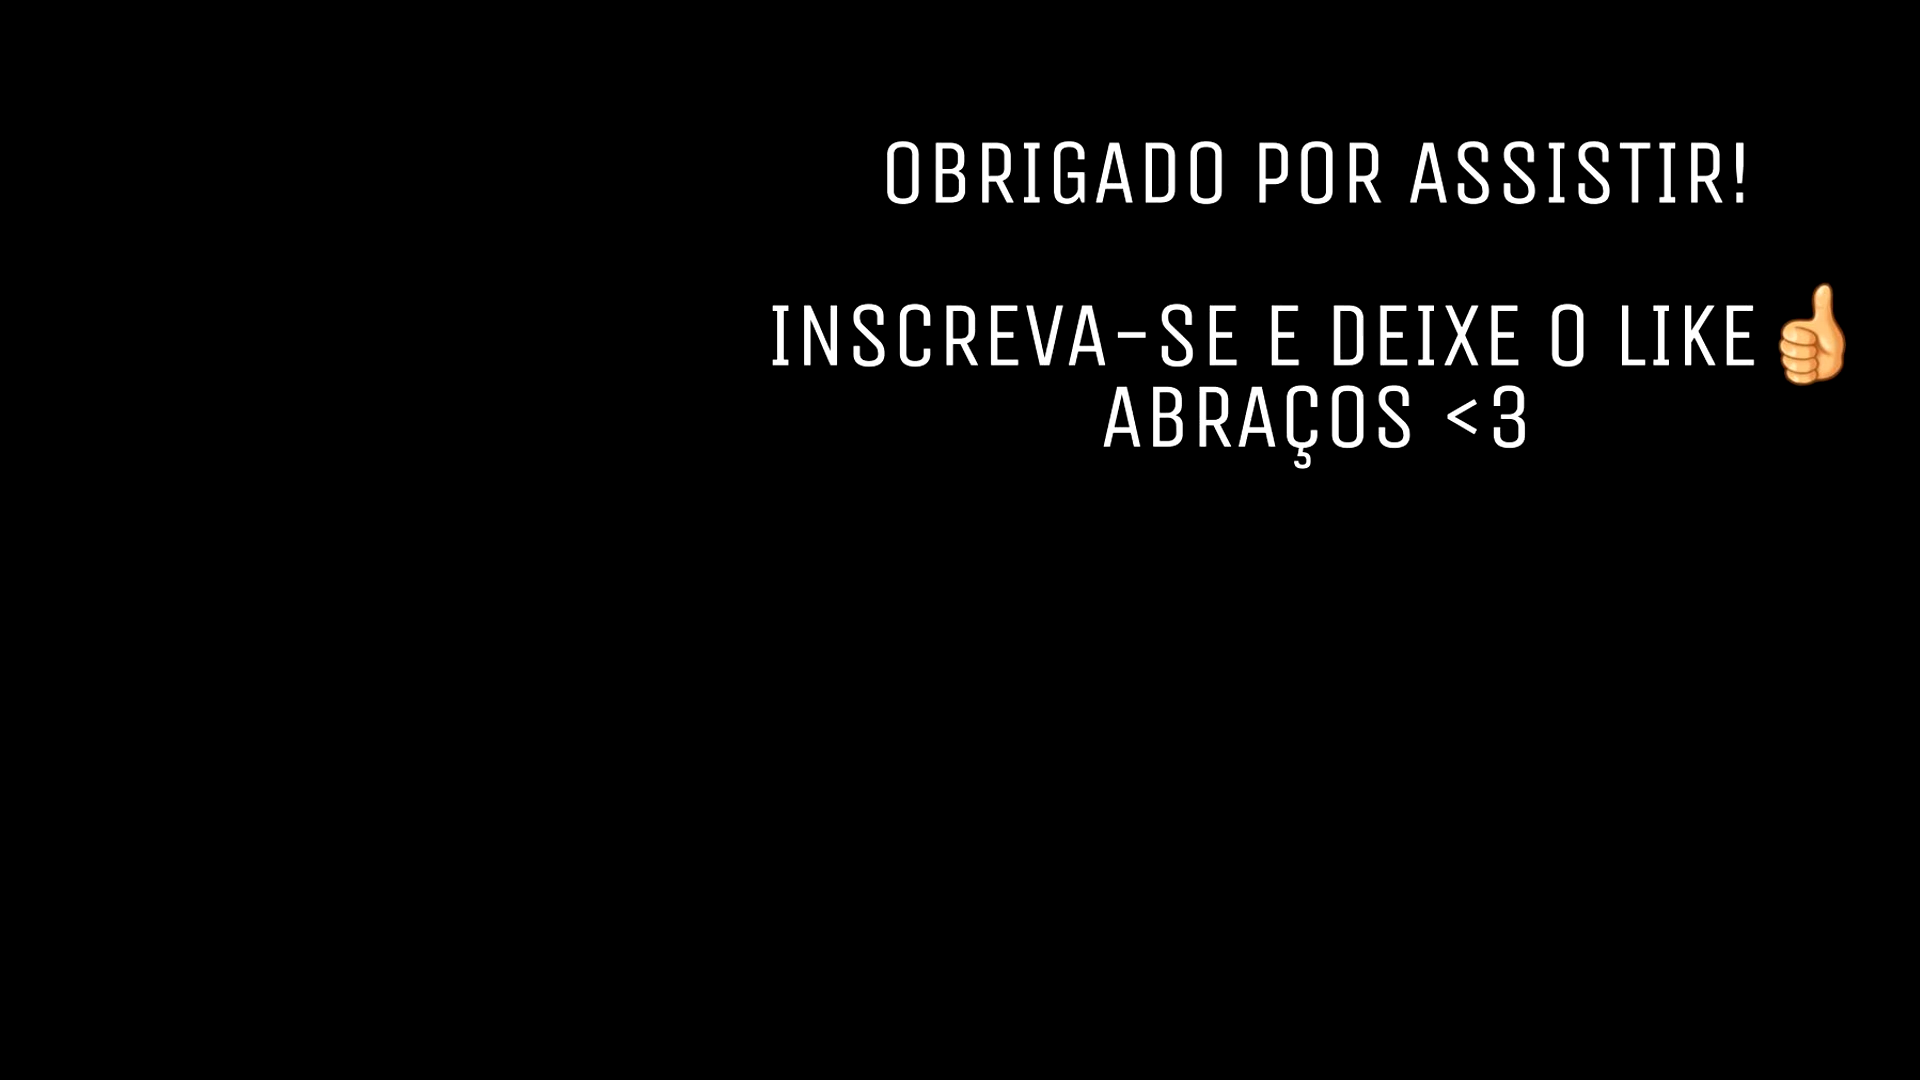 OBRIGADO POR ASSISTIR!
INSCREVA-SE E DEIXE O LIKE👍
ABRAÇOS <3